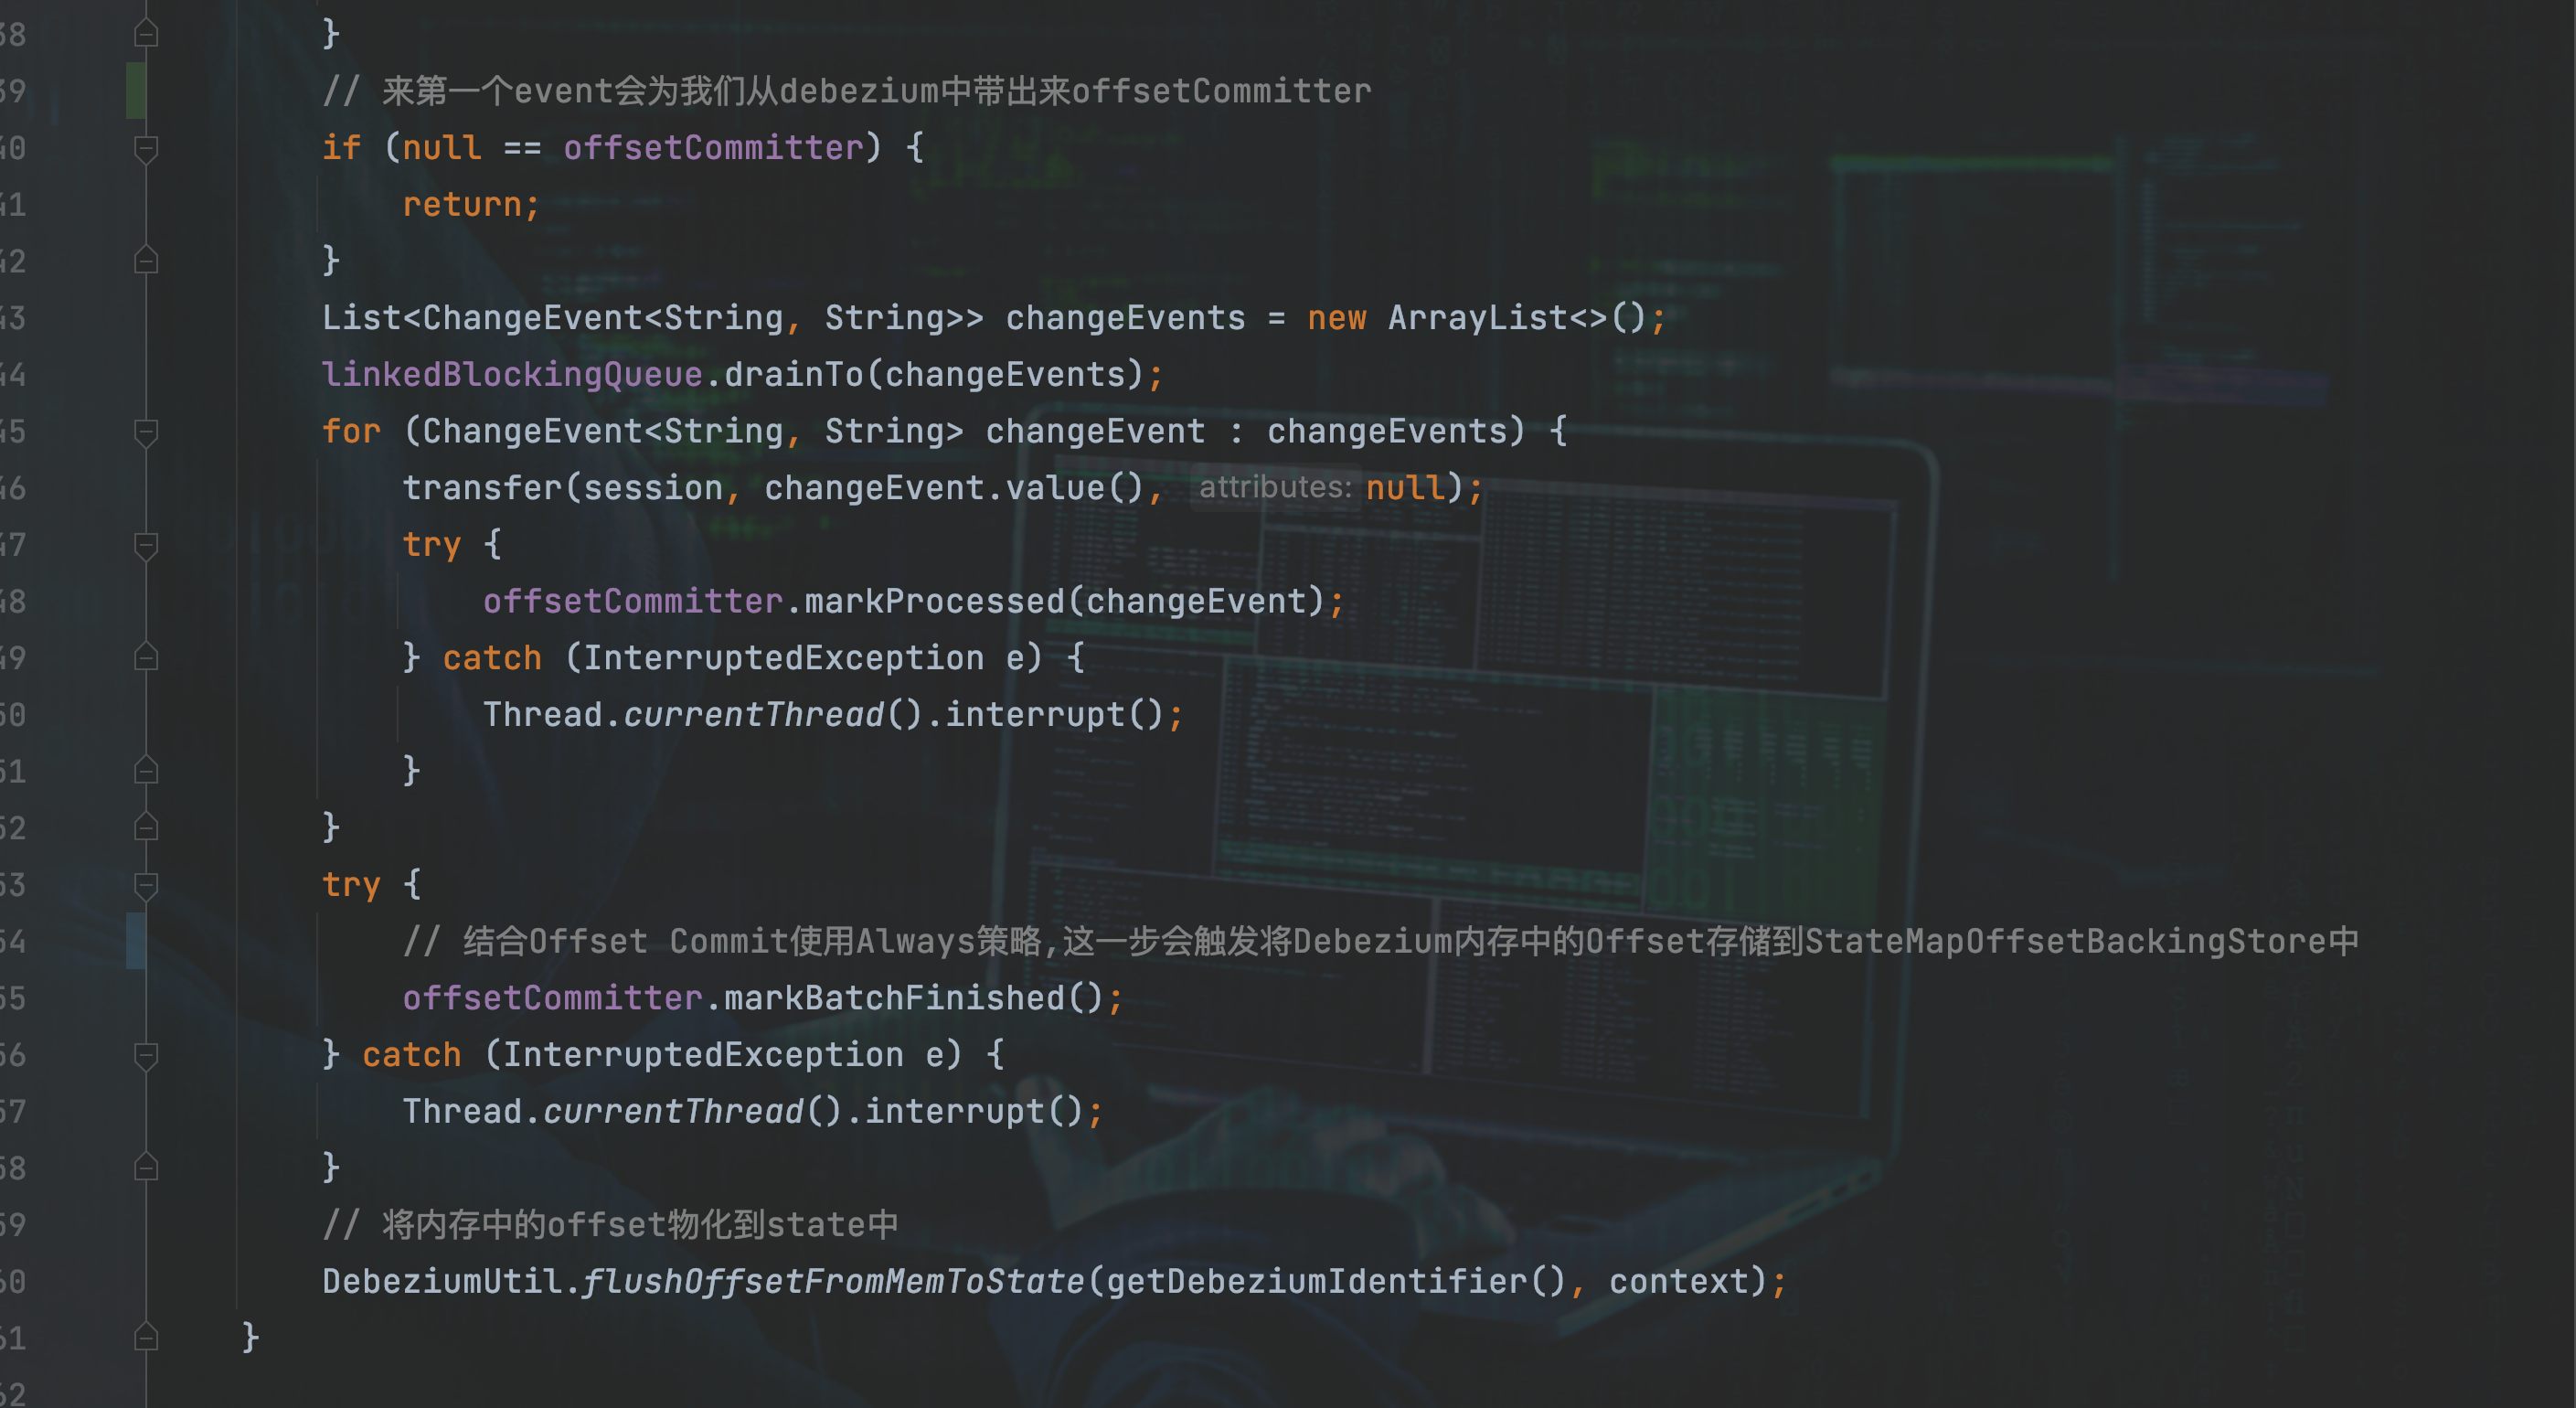 38 }
39 // 来第一个event会为我们从debezium中带出来offsetCommitter
40 if (null == offsetCommitter) {
41 return;
42 }
43 List<ChangeEvent<String, String>> changeEvents = new ArrayList<>();
44 linkedBlockingQueue.drainTo(changeEvents);
45 for (ChangeEvent<String, String> changeEvent : changeEvents) {
46 transfer(session, changeEvent.value(), attributes: null);
47 try {
48 offsetCommitter.markProcessed(changeEvent);
49 } catch (InterruptedException e) {
50 Thread.currentThread().interrupt();
51 }
52 }
53 try {
54 // 结合Offset Commit使用Always策略,这一步会触发将Debezium内存中的Offset存储到StateMapOffsetBackingStore中
55 offsetCommitter.markBatchFinished();
56 } catch (InterruptedException e) {
57 Thread.currentThread().interrupt();
58 }
59 // 将内存中的offset物化到state中
60 DebeziumUtil.flushOffsetFromMemToState(getDebeziumIdentifier(), context);
61 }
62